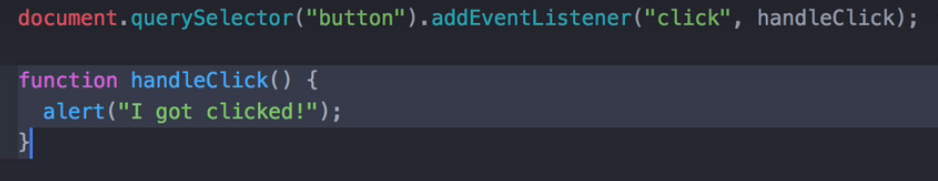 document.querySelector("button").addEventListener("click", handleClick);
function handleClick() {
  alert("I got clicked!");
}